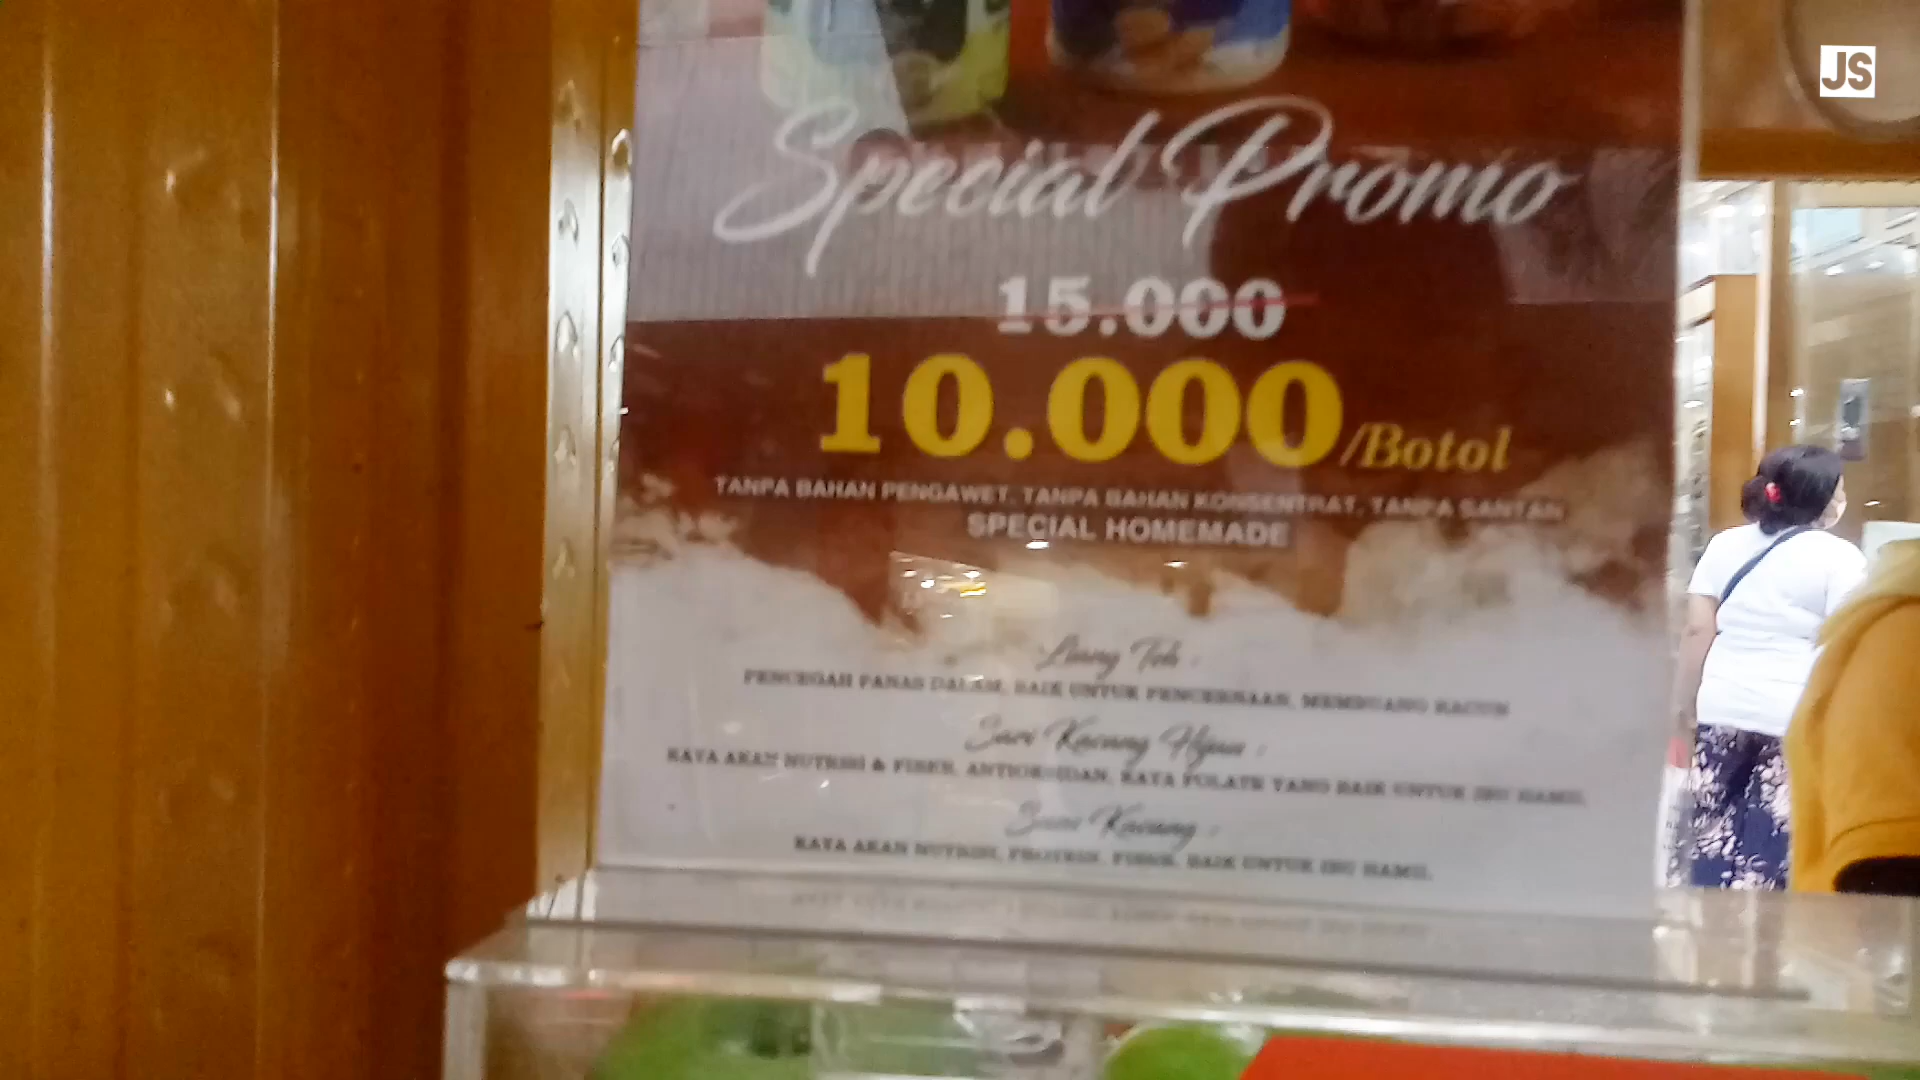 JS
Special Promo
15.000
10.000/Botol
TANPA BAHAN PENGAWET, TANPA BAHAN KONSENTRAT, TANPA SANTAN
SPECIAL HOMEMADE
Liang Teh :
PENCEGAH PANAS DALAM, BAIK UNTUK PENCERNAAN, MEMBUANG RACUN
Sari Kacang Hijau :
KAYA AKAN NUTRISI & FIBER, ANTIOKSIDAN, KAYA FOLATE YANG BAIK UNTUK IBU HAMIL
Sari Kacang :
KAYA AKAN NUTRISI, PROTEIN, FIBER, BAIK UNTUK IBU HAMIL